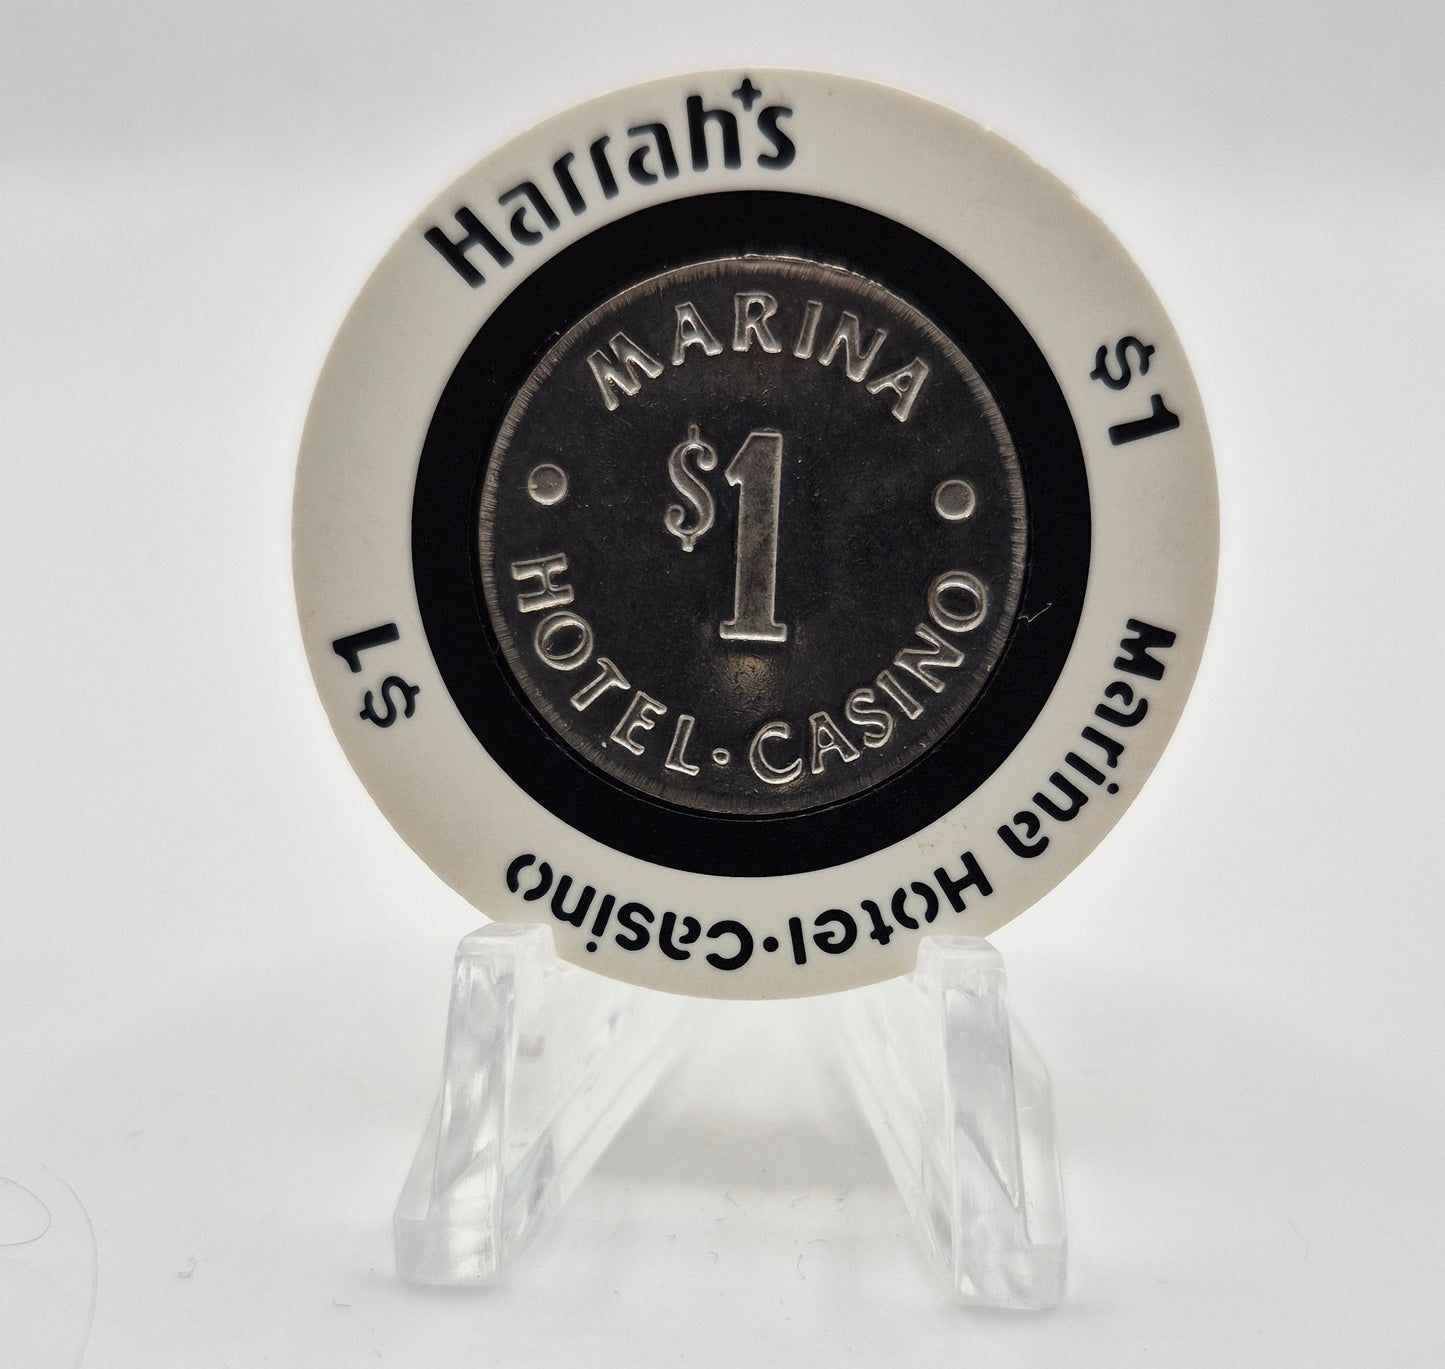 Harrah's
$1
Marina Hotel·Casino
$1
MARINA
$1
HOTEL·CASINO